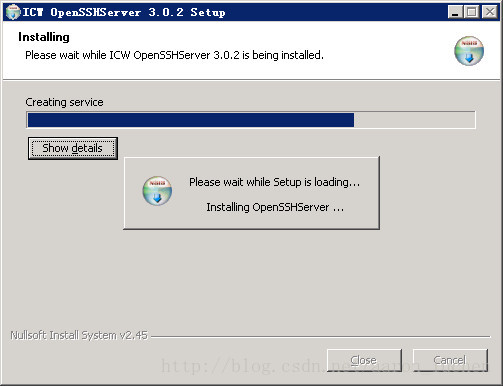 ICW OpenSSHServer 3.0.2 Setup
Installing
Please wait while ICW OpenSSHServer 3.0.2 is being installed.
Creating service
Show details
Please wait while Setup is loading...
Installing OpenSSHServer ...
Nullsoft Install System v2.45
Close
Cancel
http://blog.csdn.net/